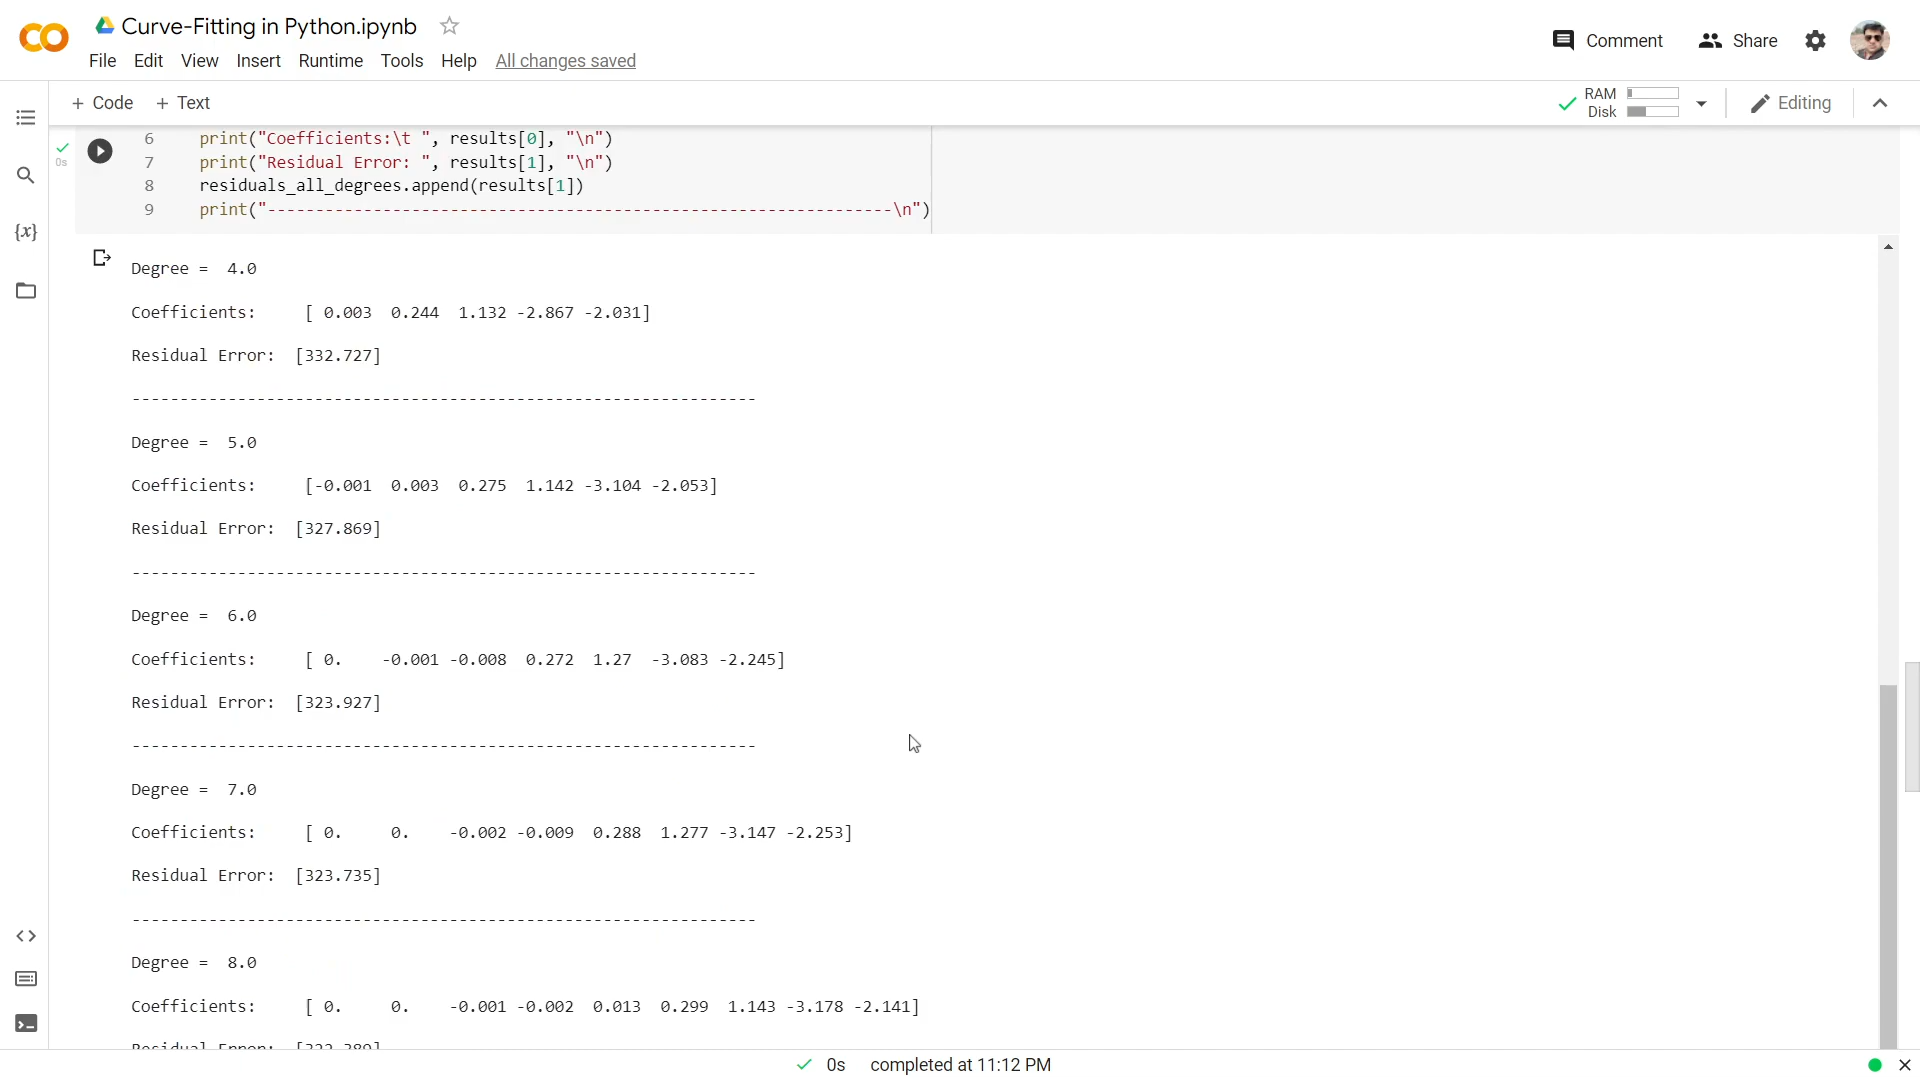 Curve-Fitting in Python.ipynb
File Edit View Insert Runtime Tools Help All changes saved
Comment Share
+ Code + Text
RAM
Disk
Editing
0s
6 print("Coefficients:\t ", results[0], "\n")
7 print("Residual Error: ", results[1], "\n")
8 residuals_all_degrees.append(results[1])
9 print("-----------------------------------------------------------------\n")
{x}
Degree =  4.0
Coefficients:     [ 0.003  0.244  1.132 -2.867 -2.031]
Residual Error:  [332.727]
-----------------------------------------------------------------
Degree =  5.0
Coefficients:     [-0.001  0.003  0.275  1.142 -3.104 -2.053]
Residual Error:  [327.869]
-----------------------------------------------------------------
Degree =  6.0
Coefficients:     [ 0.    -0.001 -0.008  0.272  1.27  -3.083 -2.245]
Residual Error:  [323.927]
-----------------------------------------------------------------
Degree =  7.0
Coefficients:     [ 0.     0.    -0.002 -0.009  0.288  1.277 -3.147 -2.253]
Residual Error:  [323.735]
-----------------------------------------------------------------
Degree =  8.0
Coefficients:     [ 0.     0.    -0.001 -0.002  0.013  0.299  1.143 -3.178 -2.141]
Residual Error:  [322.389]
0s completed at 11:12 PM